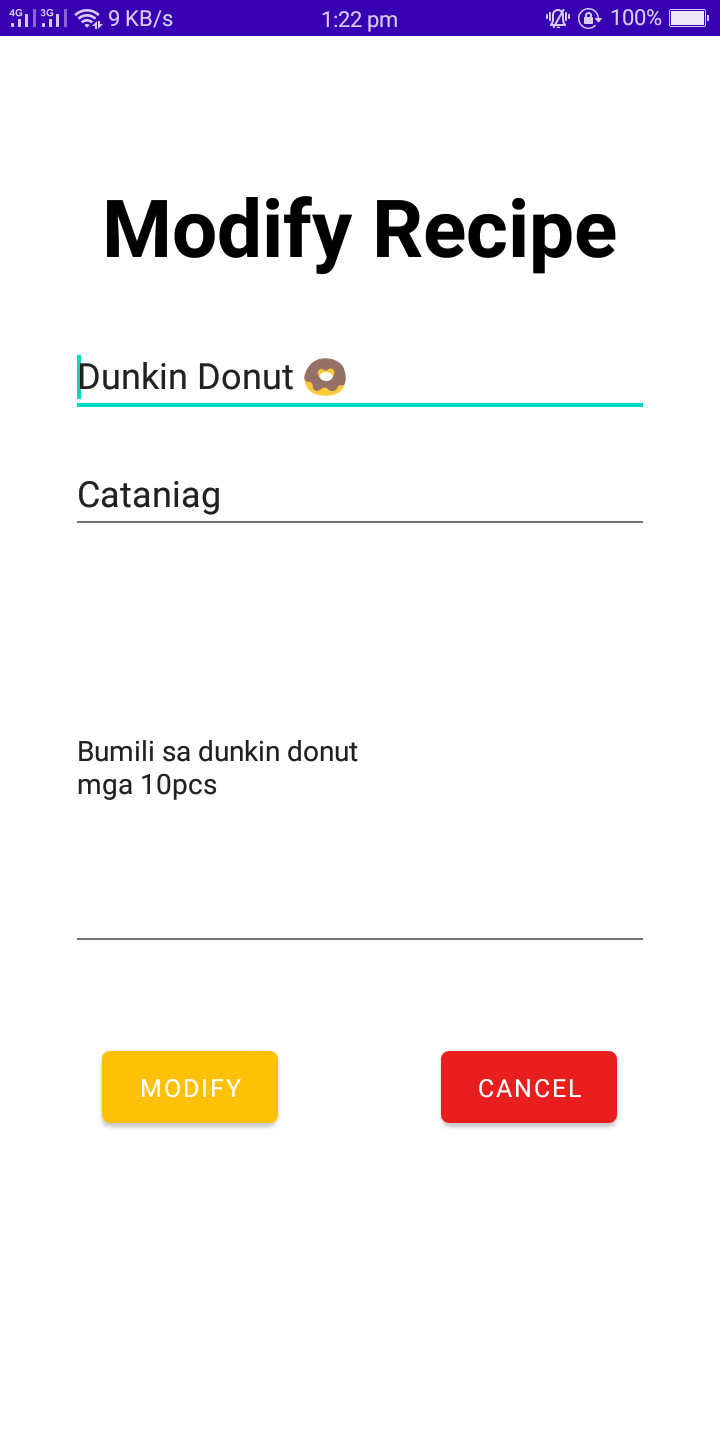 4G 3G 9 KB/s 1:22 pm 100%
Modify Recipe
Dunkin Donut 🍩
Cataniag
Bumili sa dunkin donut
mga 10pcs
MODIFY CANCEL